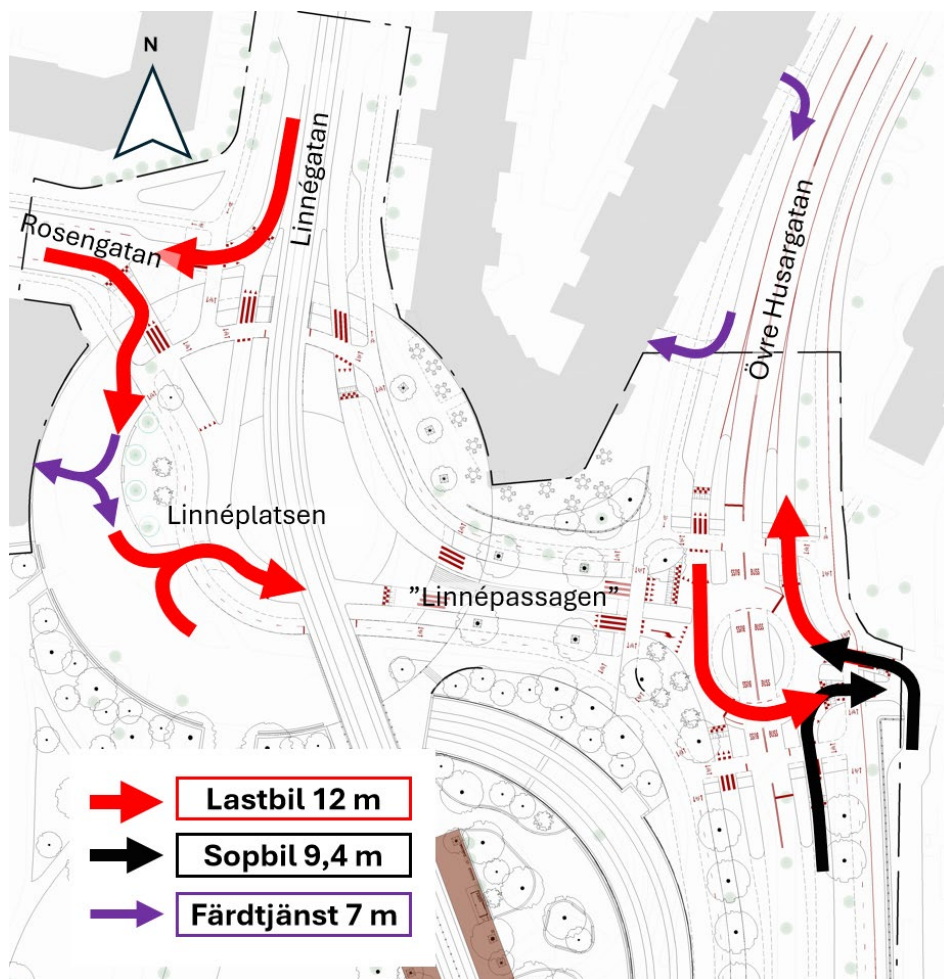 N
Linnégatan
Rosengatan
Övre Husargatan
Linnéplatsen
”Linnépassagen”
Lastbil 12 m
Sopbil 9,4 m
Färdtjänst 7 m